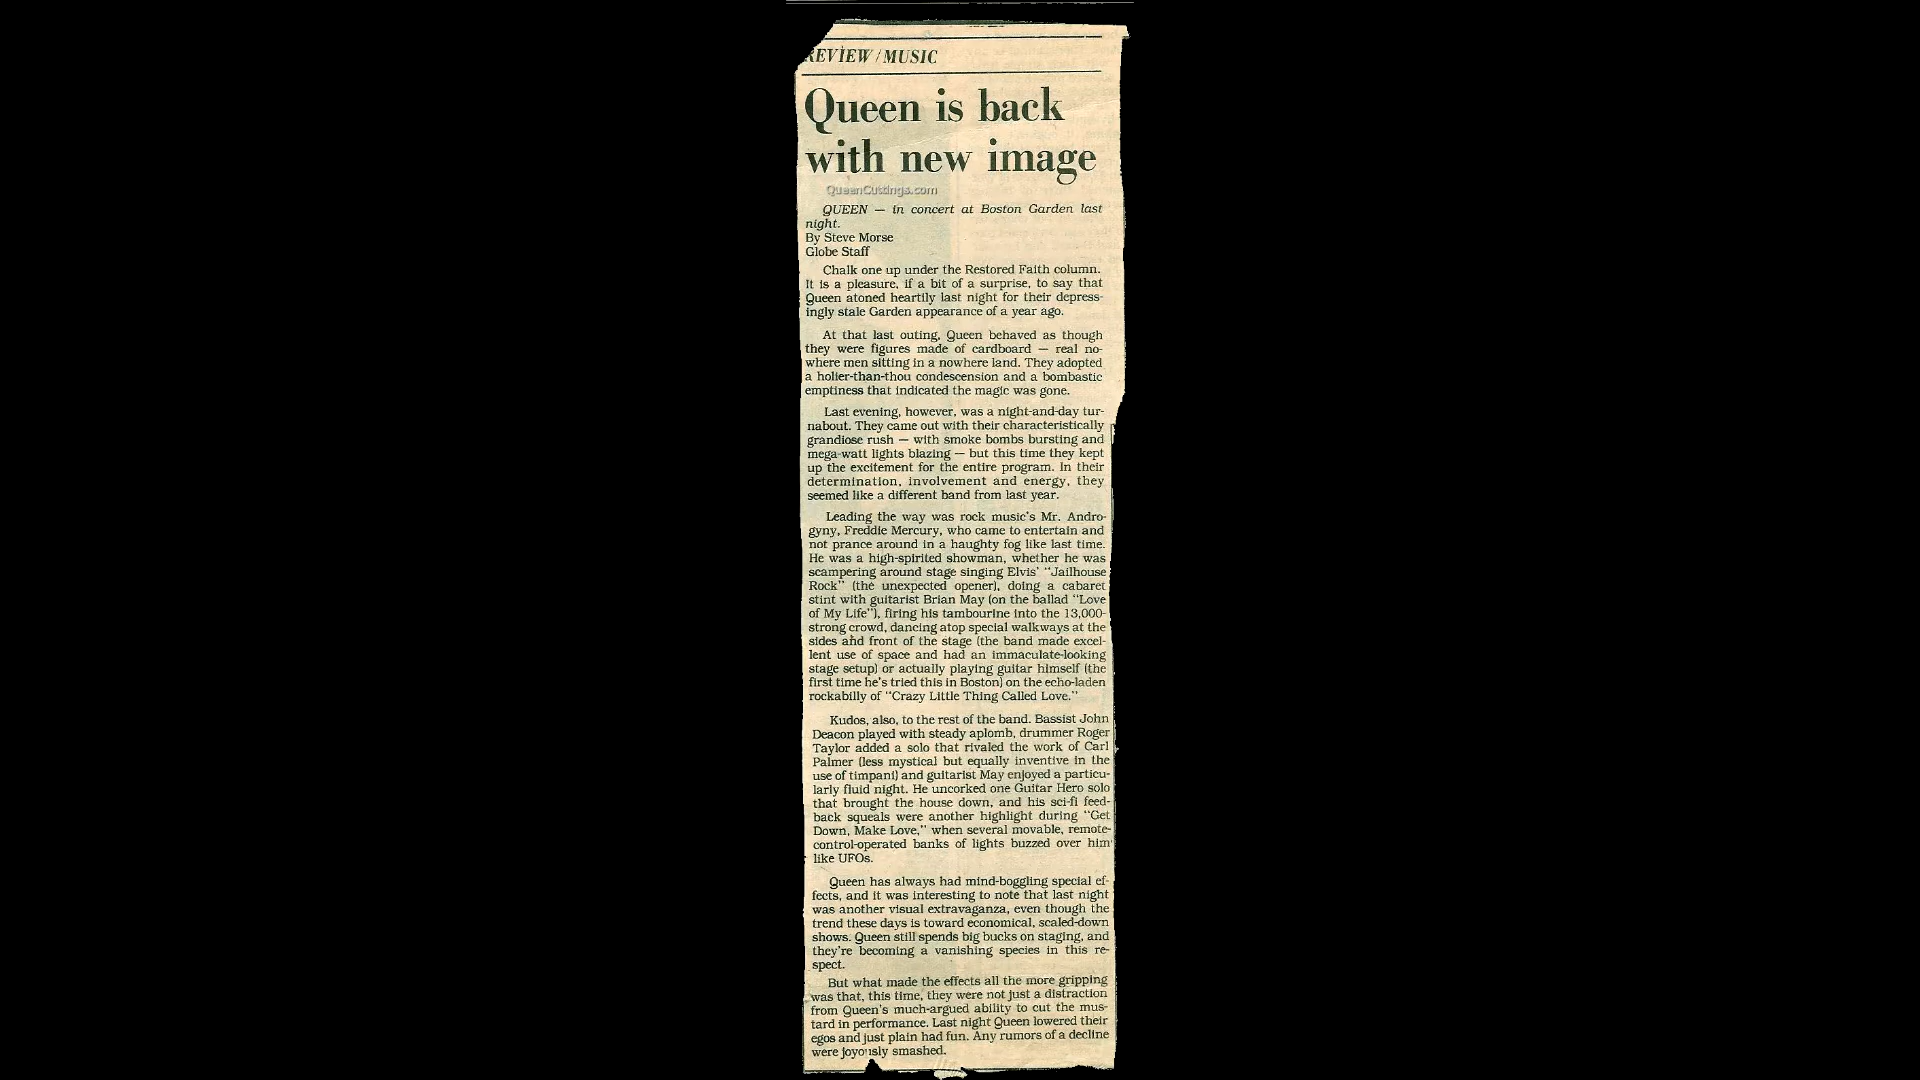 REVIEW / MUSIC
Queen is back
with new image
QueenCuttings.com
QUEEN — in concert at Boston Garden last
night.
By Steve Morse
Globe Staff
Chalk one up under the Restored Faith column.
It is a pleasure, if a bit of a surprise, to say that
Queen atoned heartily last night for their depress-
ingly stale Garden appearance of a year ago.
At that last outing, Queen behaved as though
they were figures made of cardboard — real no-
where men sitting in a nowhere land. They adopted
a holier-than-thou condescension and a bombastic
emptiness that indicated the magic was gone.
Last evening, however, was a night-and-day tur-
nabout. They came out with their characteristically
grandiose rush — with smoke bombs bursting and
mega-watt lights blazing — but this time they kept
up the excitement for the entire program. In their
determination, involvement and energy, they
seemed like a different band from last year.
Leading the way was rock music's Mr. Andro-
gyny, Freddie Mercury, who came to entertain and
not prance around in a haughty fog like last time.
He was a high-spirited showman, whether he was
scampering around stage singing Elvis' "Jailhouse
Rock" (the unexpected opener), doing a cabaret
stint with guitarist Brian May (on the ballad "Love
of My Life"), firing his tambourine into the 13,000-
strong crowd, dancing atop special walkways at the
sides and front of the stage (the band made excel-
lent use of space and had an immaculate-looking
stage setup) or actually playing guitar himself (the
first time he's tried this in Boston) on the echo-laden
rockabilly of "Crazy Little Thing Called Love."
Kudos, also, to the rest of the band. Bassist John
Deacon played with steady aplomb, drummer Roger
Taylor added a solo that rivaled the work of Carl
Palmer (less mystical but equally inventive in the
use of timpani) and guitarist May enjoyed a particu-
larly fluid night. He uncorked one Guitar Hero solo
that brought the house down, and his sci-fi feed-
back squeals were another highlight during "Get
Down, Make Love," when several movable, remote-
control-operated banks of lights buzzed over him
like UFOs.
Queen has always had mind-boggling special ef-
fects, and it was interesting to note that last night
was another visual extravaganza, even though the
trend these days is toward economical, scaled-down
shows. Queen still spends big bucks on staging, and
they're becoming a vanishing species in this re-
spect.
But what made the effects all the more gripping
was that, this time, they were not just a distraction
from Queen's much-argued ability to cut the mus-
tard in performance. Last night Queen lowered their
egos and just plain had fun. Any rumors of a decline
were joyously smashed.